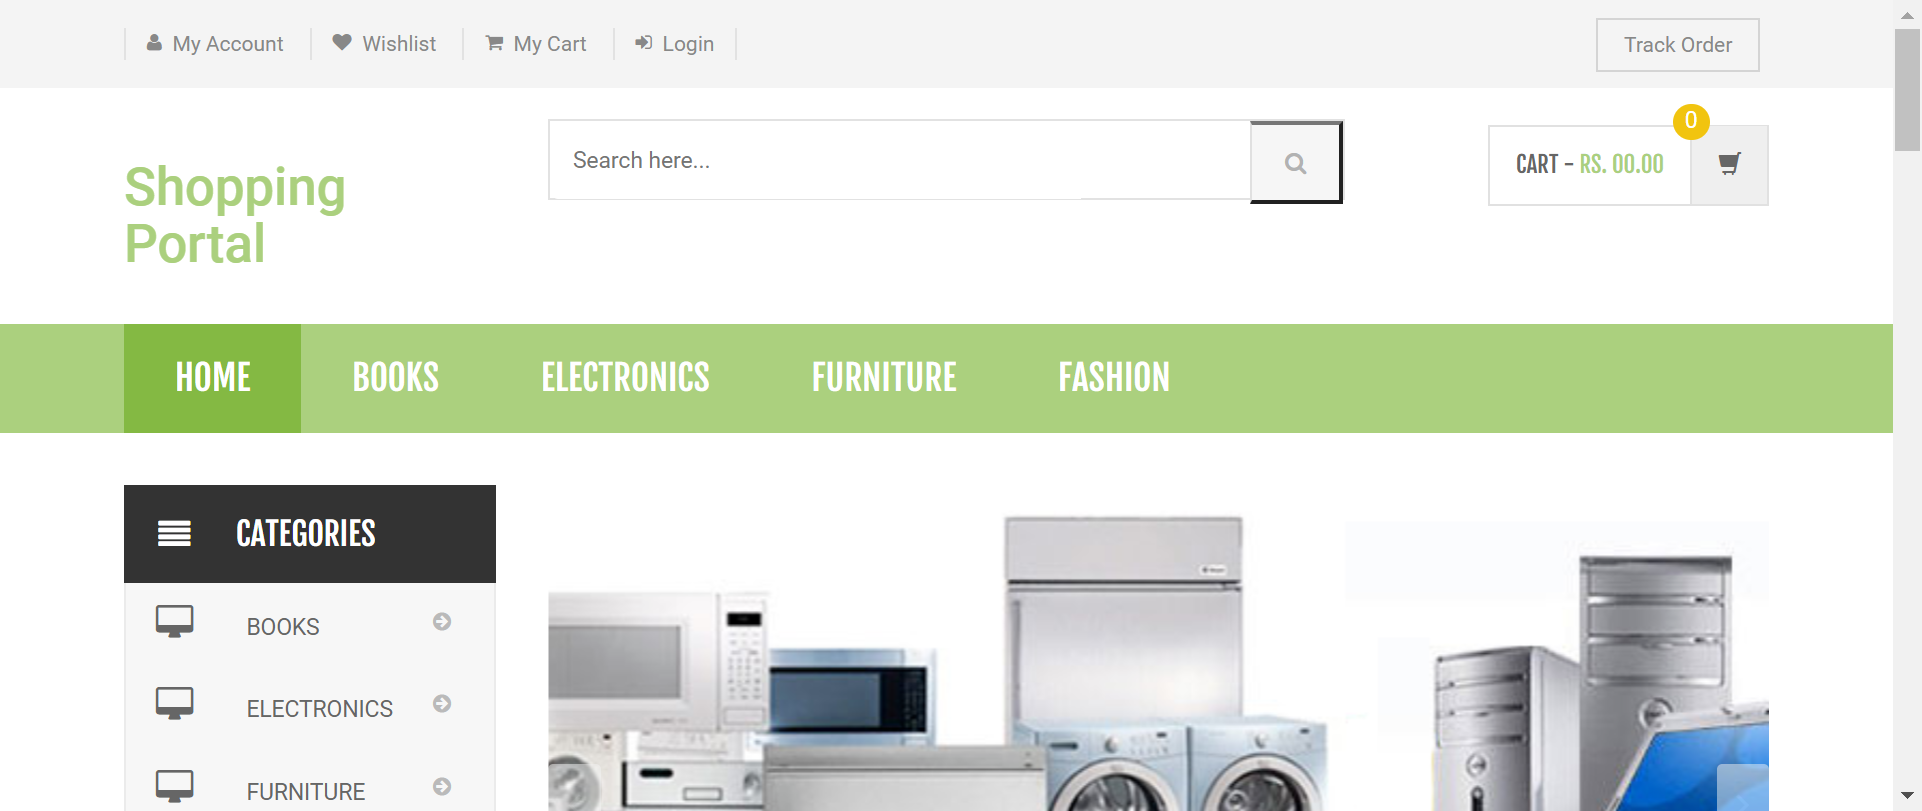 My Account
Wishlist
My Cart
Login
Track Order
Shopping
Portal
Search here...
CART - RS. 00.00
0
HOME
BOOKS
ELECTRONICS
FURNITURE
FASHION
CATEGORIES
BOOKS
ELECTRONICS
FURNITURE